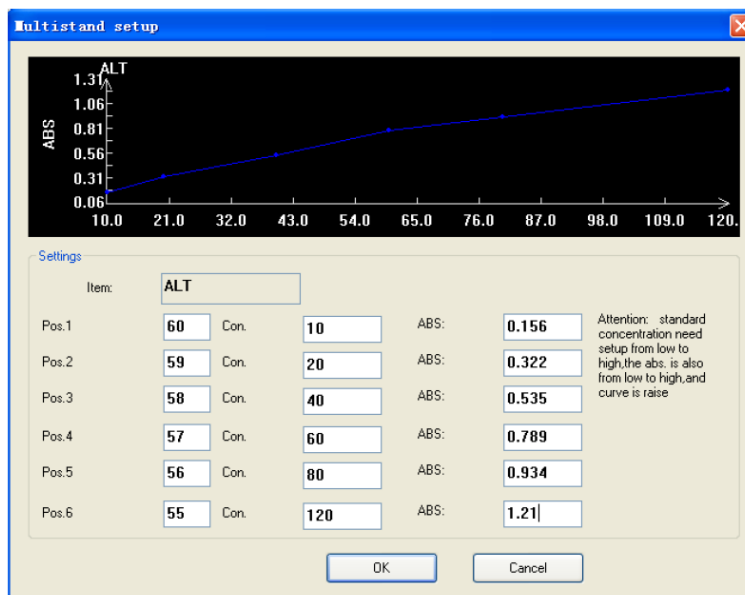 Multistand setup
ALT
1.31
1.06
0.81
0.56
0.31
0.06
ABS
10.0 21.0 32.0 43.0 54.0 65.0 76.0 87.0 98.0 109.0 120.
Settings
Item: ALT
Pos.1 60 Con. 10 ABS: 0.156
Pos.2 59 Con. 20 ABS: 0.322
Pos.3 58 Con. 40 ABS: 0.535
Pos.4 57 Con. 60 ABS: 0.789
Pos.5 56 Con. 80 ABS: 0.934
Pos.6 55 Con. 120 ABS: 1.21
Attention: standard
concentration need
setup from low to
high,the abs. is also
from low to high,and
curve is raise
OK Cancel